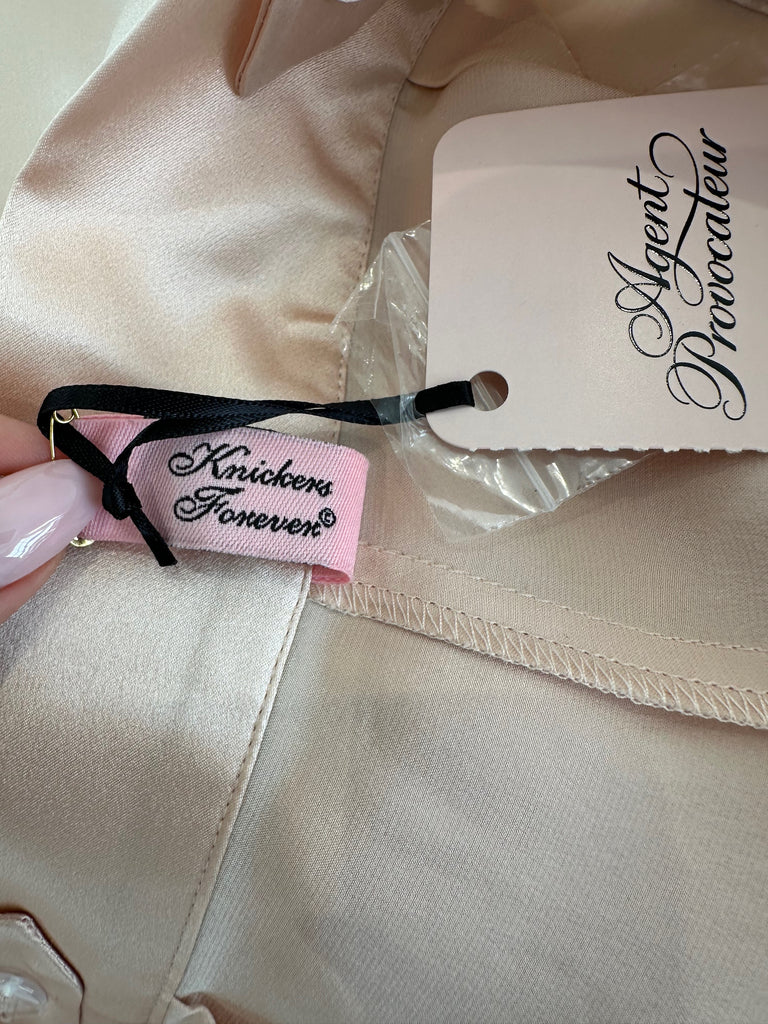 Agent
Provocateur
Knickers
Forever©